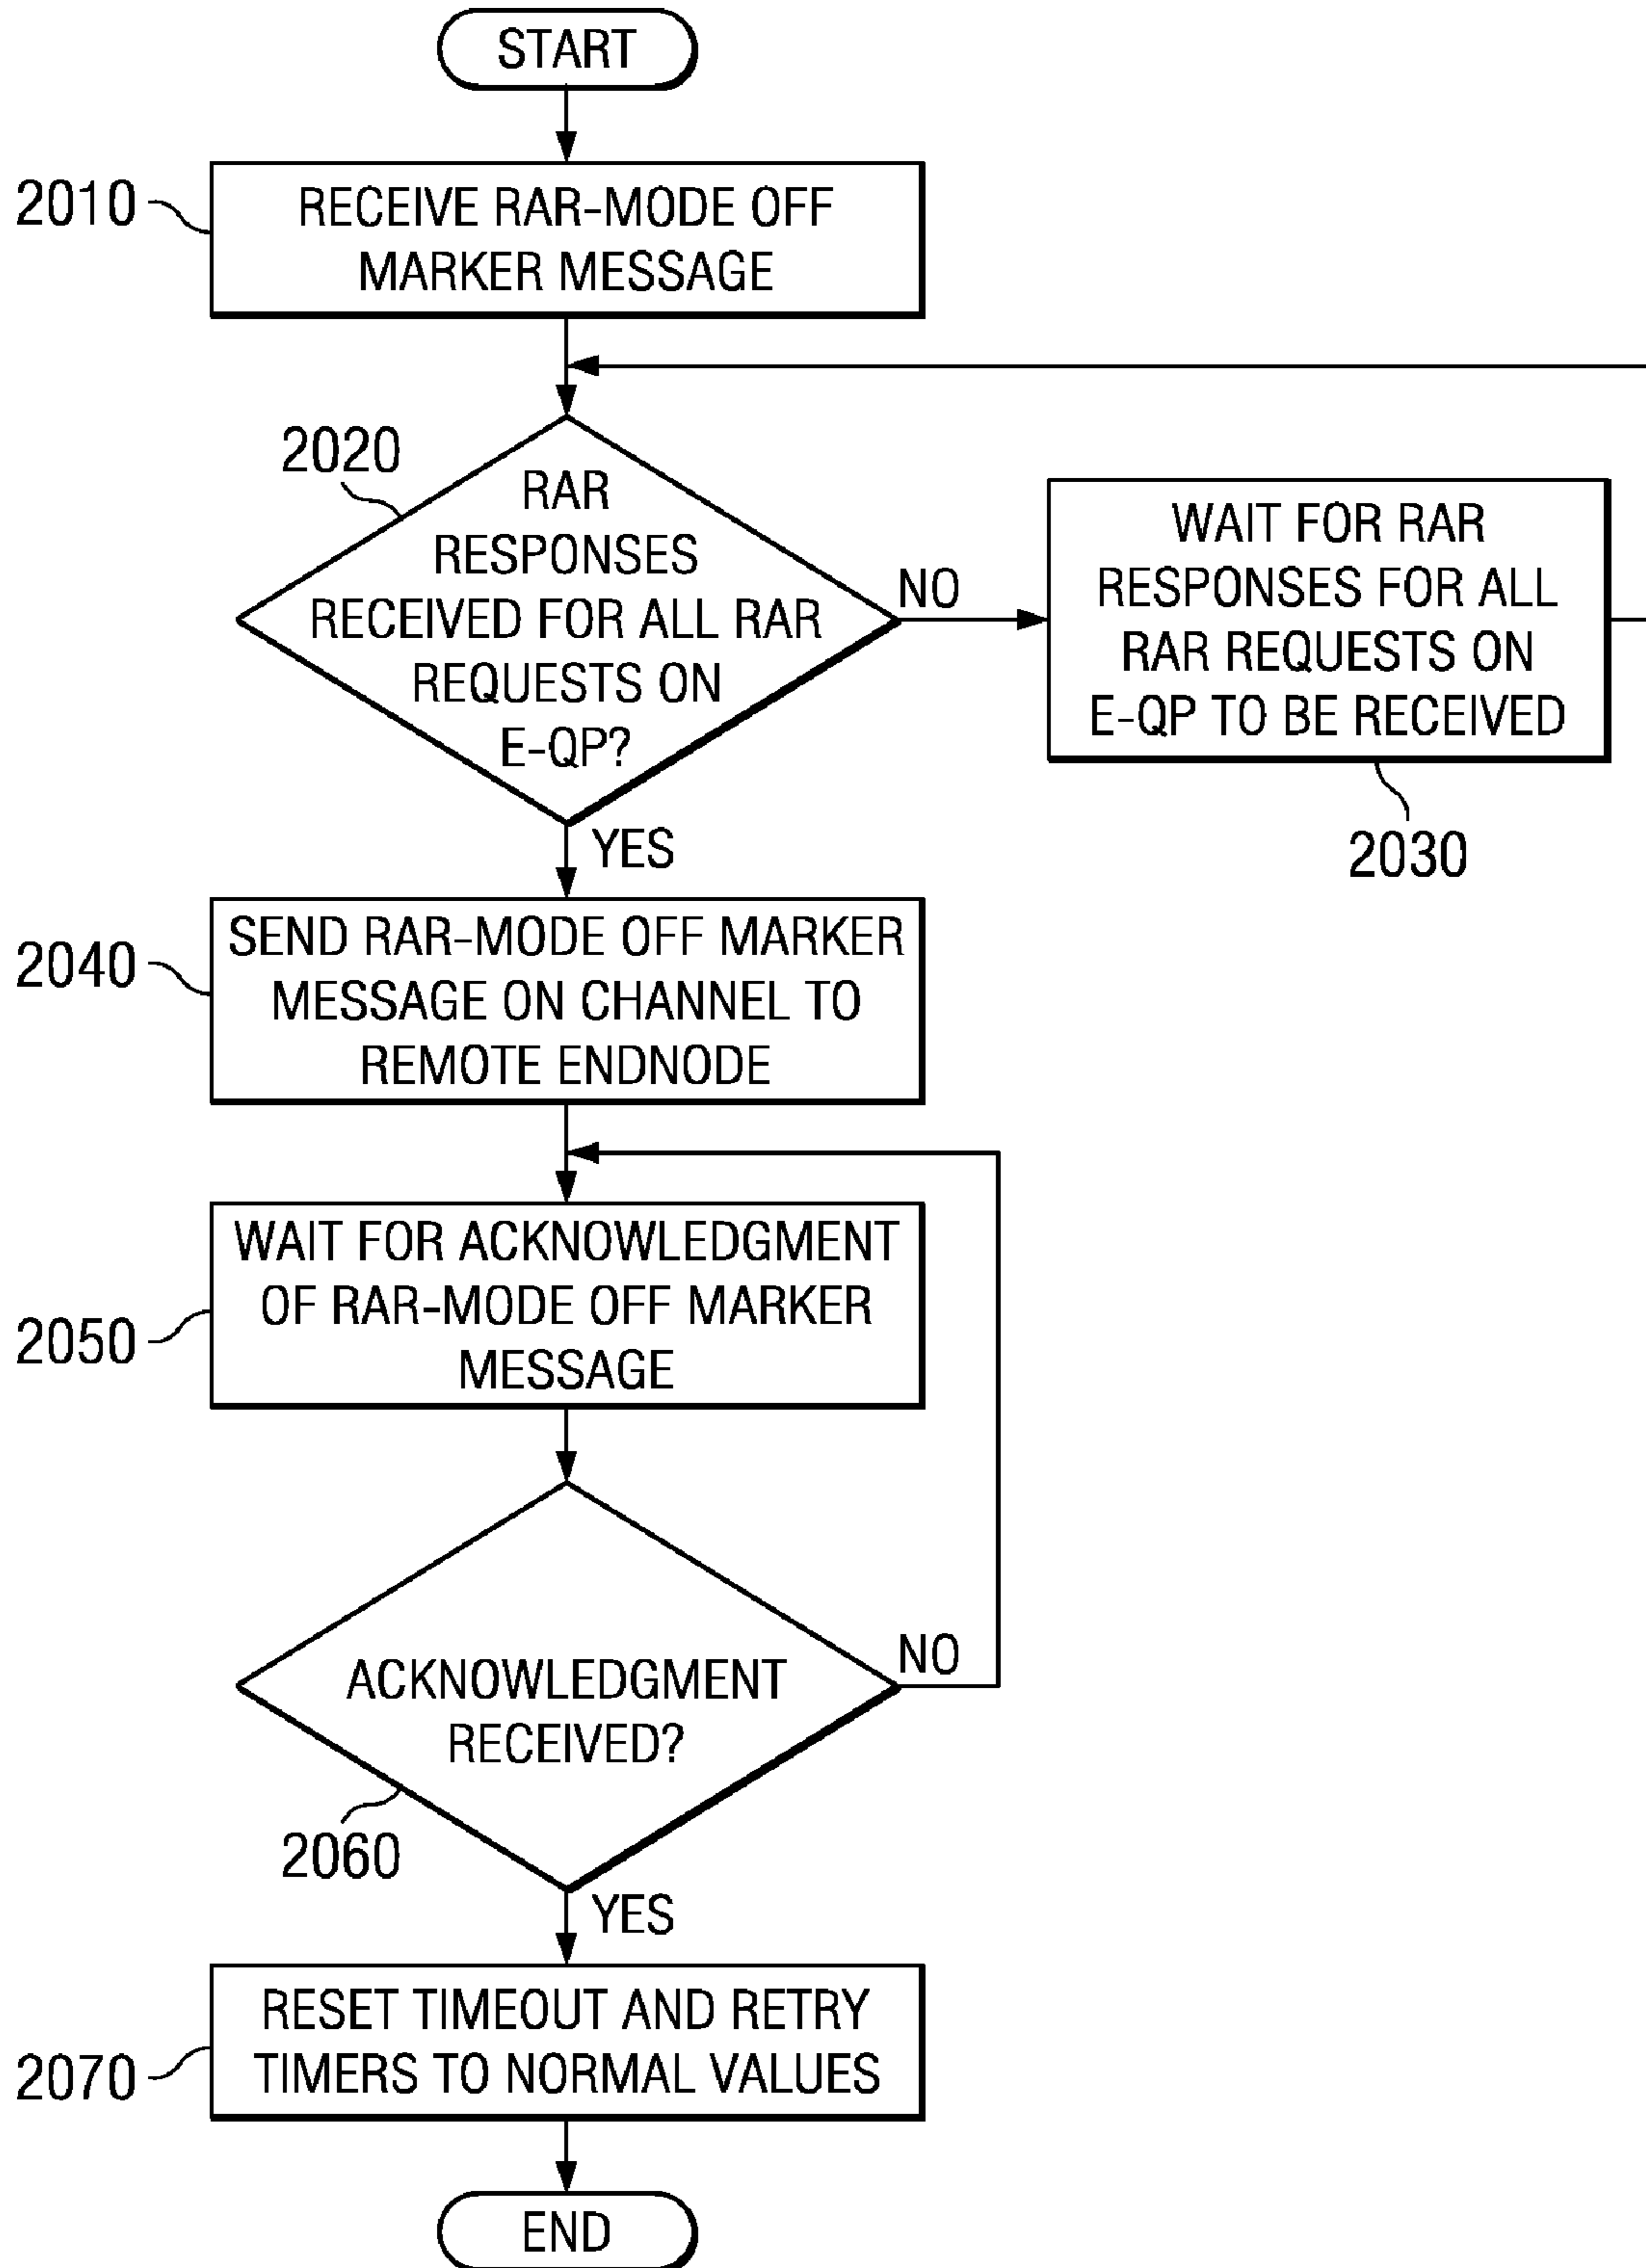 START
2010
RECEIVE RAR-MODE OFF
MARKER MESSAGE
2020
RAR
RESPONSES
RECEIVED FOR ALL RAR
REQUESTS ON
E-QP?
NO
WAIT FOR RAR
RESPONSES FOR ALL
RAR REQUESTS ON
E-QP TO BE RECEIVED
2030
YES
2040
SEND RAR-MODE OFF MARKER
MESSAGE ON CHANNEL TO
REMOTE ENDNODE
2050
WAIT FOR ACKNOWLEDGMENT
OF RAR-MODE OFF MARKER
MESSAGE
ACKNOWLEDGMENT
RECEIVED?
NO
2060
YES
2070
RESET TIMEOUT AND RETRY
TIMERS TO NORMAL VALUES
END